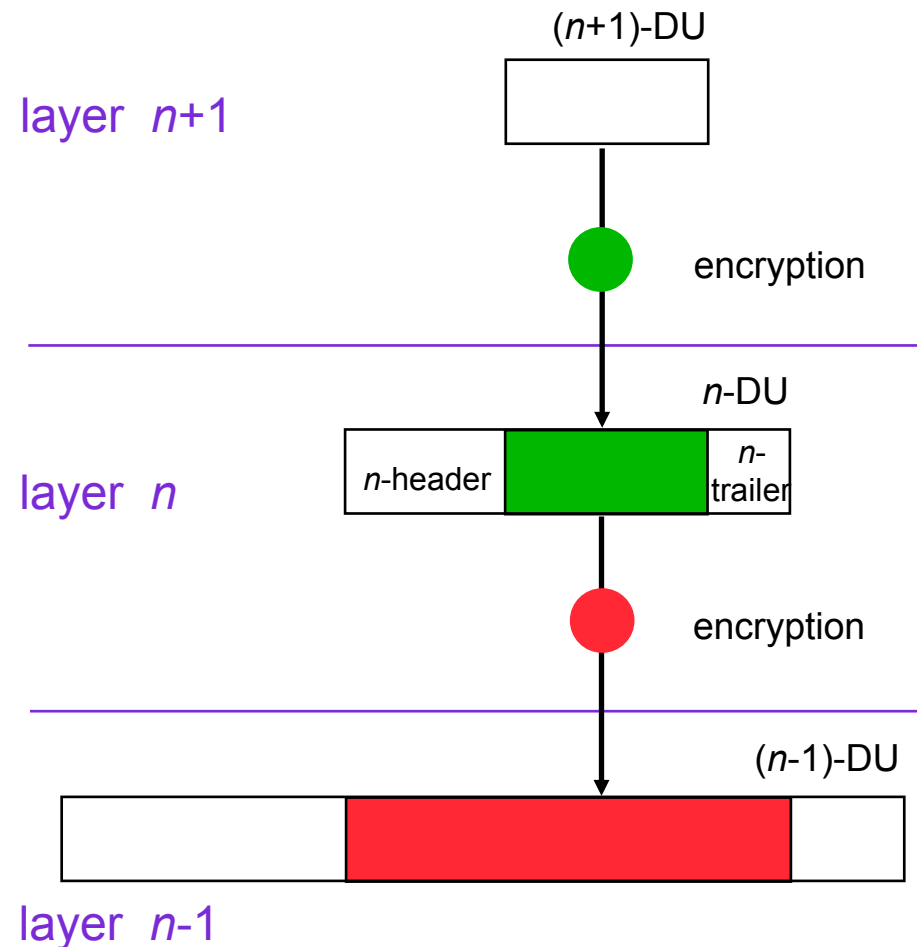 (n+1)-DU
layer n+1
encryption
n-DU
n-header
n-
trailer
layer n
encryption
(n-1)-DU
layer n-1